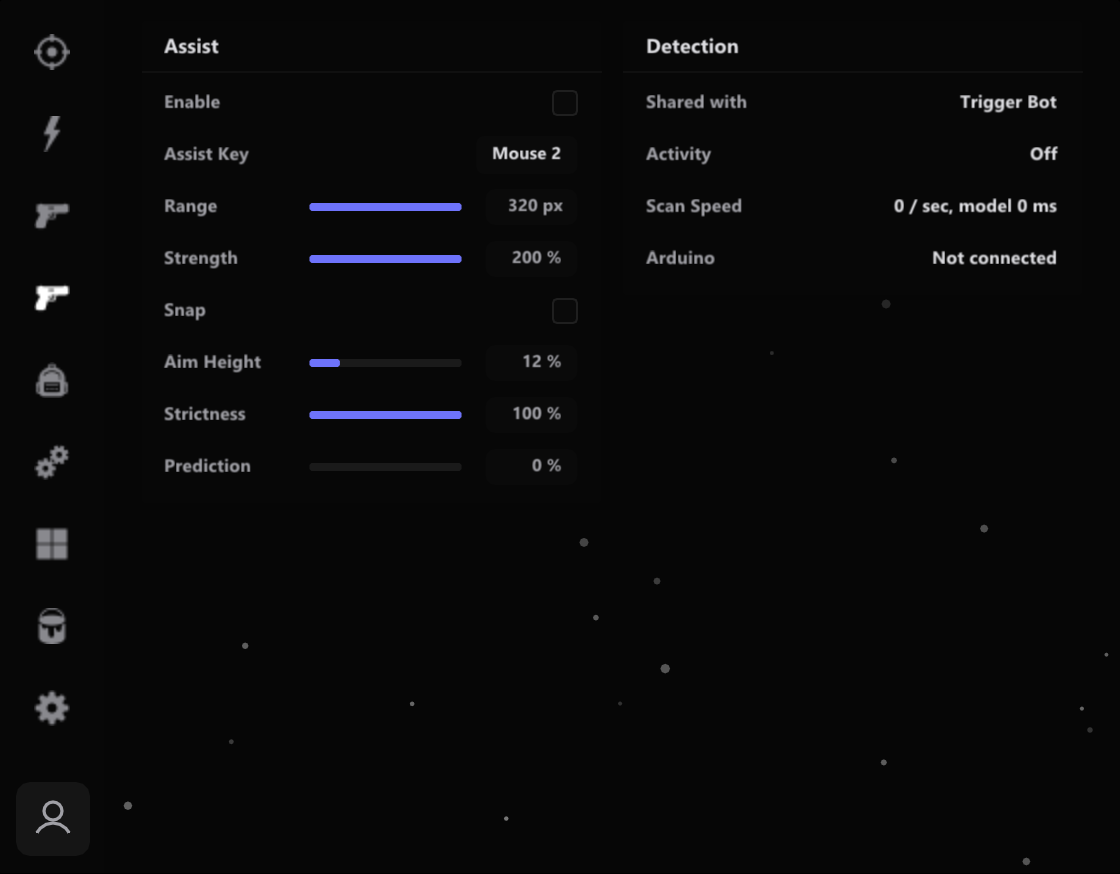 Assist
Enable
Assist Key Mouse 2
Range 320 px
Strength 200 %
Snap
Aim Height 12 %
Strictness 100 %
Prediction 0 %
Detection
Shared with Trigger Bot
Activity Off
Scan Speed 0 / sec, model 0 ms
Arduino Not connected